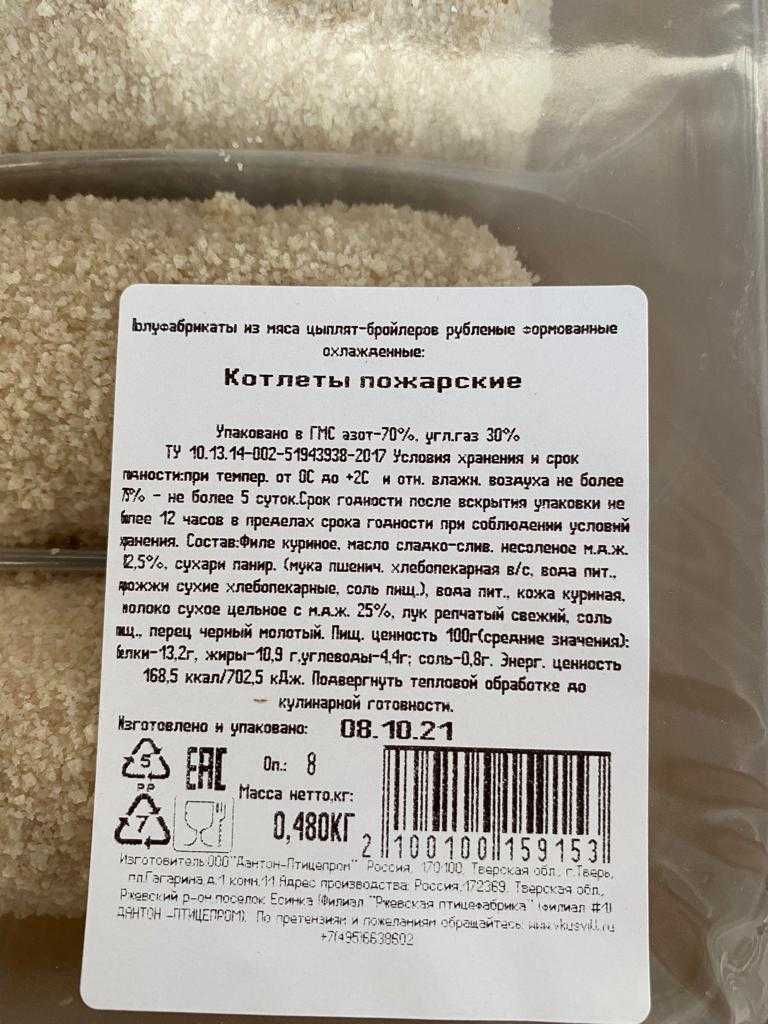 Полуфабрикаты из мяса цыплят-бройлеров рубленые формованные
охлажденные:
Котлеты пожарские
Упаковано в ГМС азот-70%, угл.газ 30%
ТУ 10.13.14-002-51943938-2017 Условия хранения и срок
годности:при темпер. от 0С до +2С и отн. влажн. воздуха не более
75% - не более 5 суток.Срок годности после вскрытия упаковки не
более 12 часов в пределах срока годности при соблюдении условий
хранения. Состав:Филе куриное, масло сладко-слив. несоленое м.д.ж.
82,5%, сухари панир. (мука пшенич. хлебопекарная в/с, вода пит.,
дрожжи сухие хлебопекарные, соль пищ.), вода пит., кожа куриная,
молоко сухое цельное с м.д.ж. 25%, лук репчатый свежий, соль
пищ., перец черный молотый. Пищ. ценность 100г(средние значения):
белки-13,2г, жиры-10,9 г,углеводы-4,4г; соль-0,8г. Энерг. ценность
168,5 ккал/702,5 кДж. Подвергнуть тепловой обработке до
кулинарной готовности.
Изготовлено и упаковано: 08.10.21
5 EAC Оп.: 8
PP
7 Масса нетто,кг:
0,480КГ
2 100100 159153
Изготовитель:ООО"Дантон-Птицепром" Россия, 170100, Тверская обл., г.Тверь,
пл.Гагарина,д.1 комн.11 Адрес производства: Россия,172369, Тверская обл.,
Ржевский р-он поселок Есинка (Филиал "Ржевская птицефабрика" (филиал #1)
ДАНТОН -ПТИЦЕПРОМ). По претензиям и пожеланиям обращайтесь: www.vkusvill.ru
+7(495)6638602